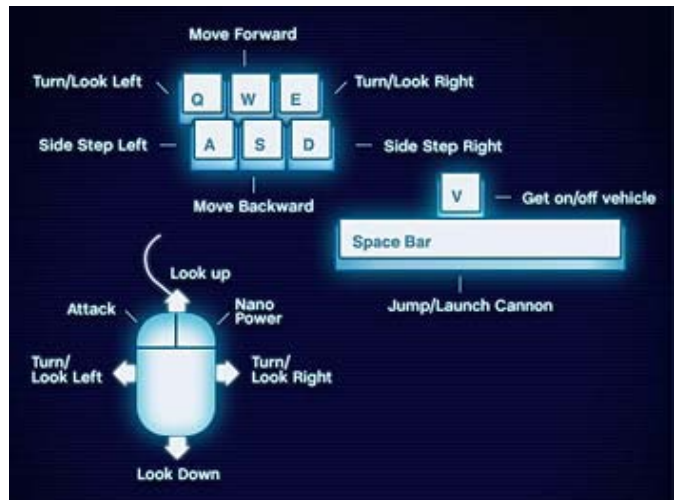 Move Forward
Turn/Look Left
Turn/Look Right
Q W E
Side Step Left
A S D
Side Step Right
Move Backward
V
Get on/off vehicle
Space Bar
Jump/Launch Cannon
Look up
Attack
Nano
Power
Turn/
Look Left
Turn/
Look Right
Look Down